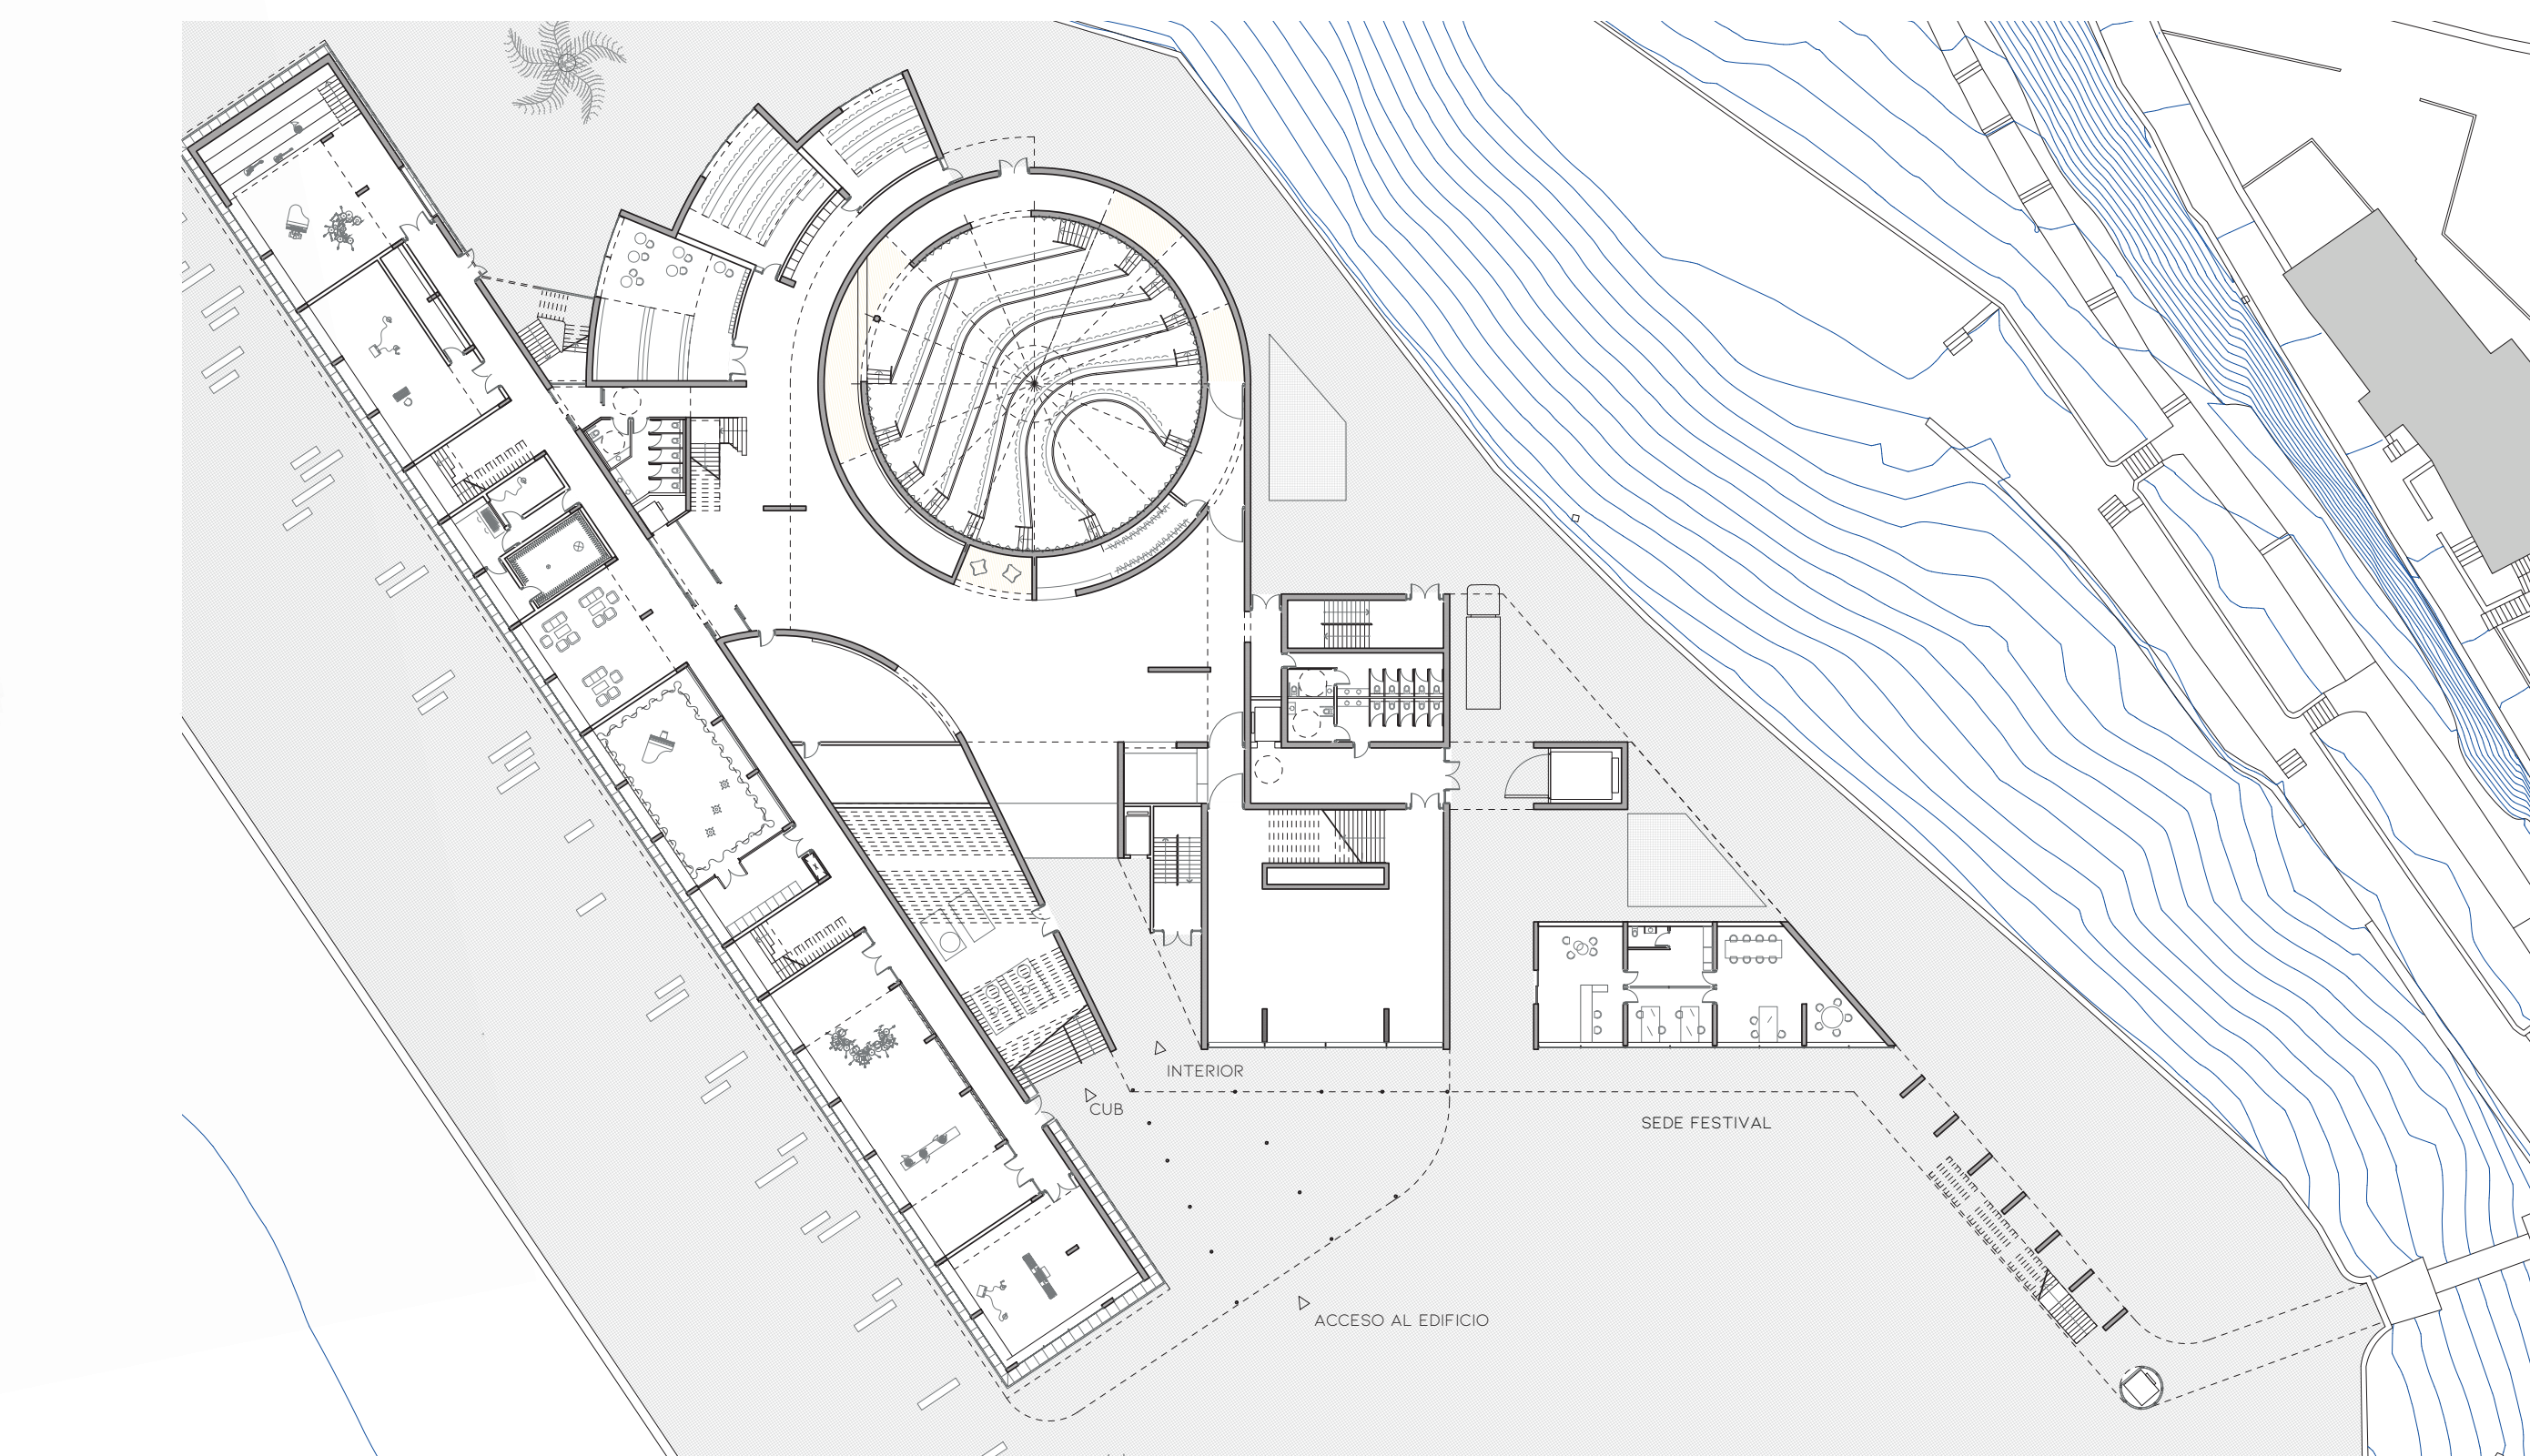 INTERIOR
CUB
SEDE FESTIVAL
ACCESO AL EDIFICIO